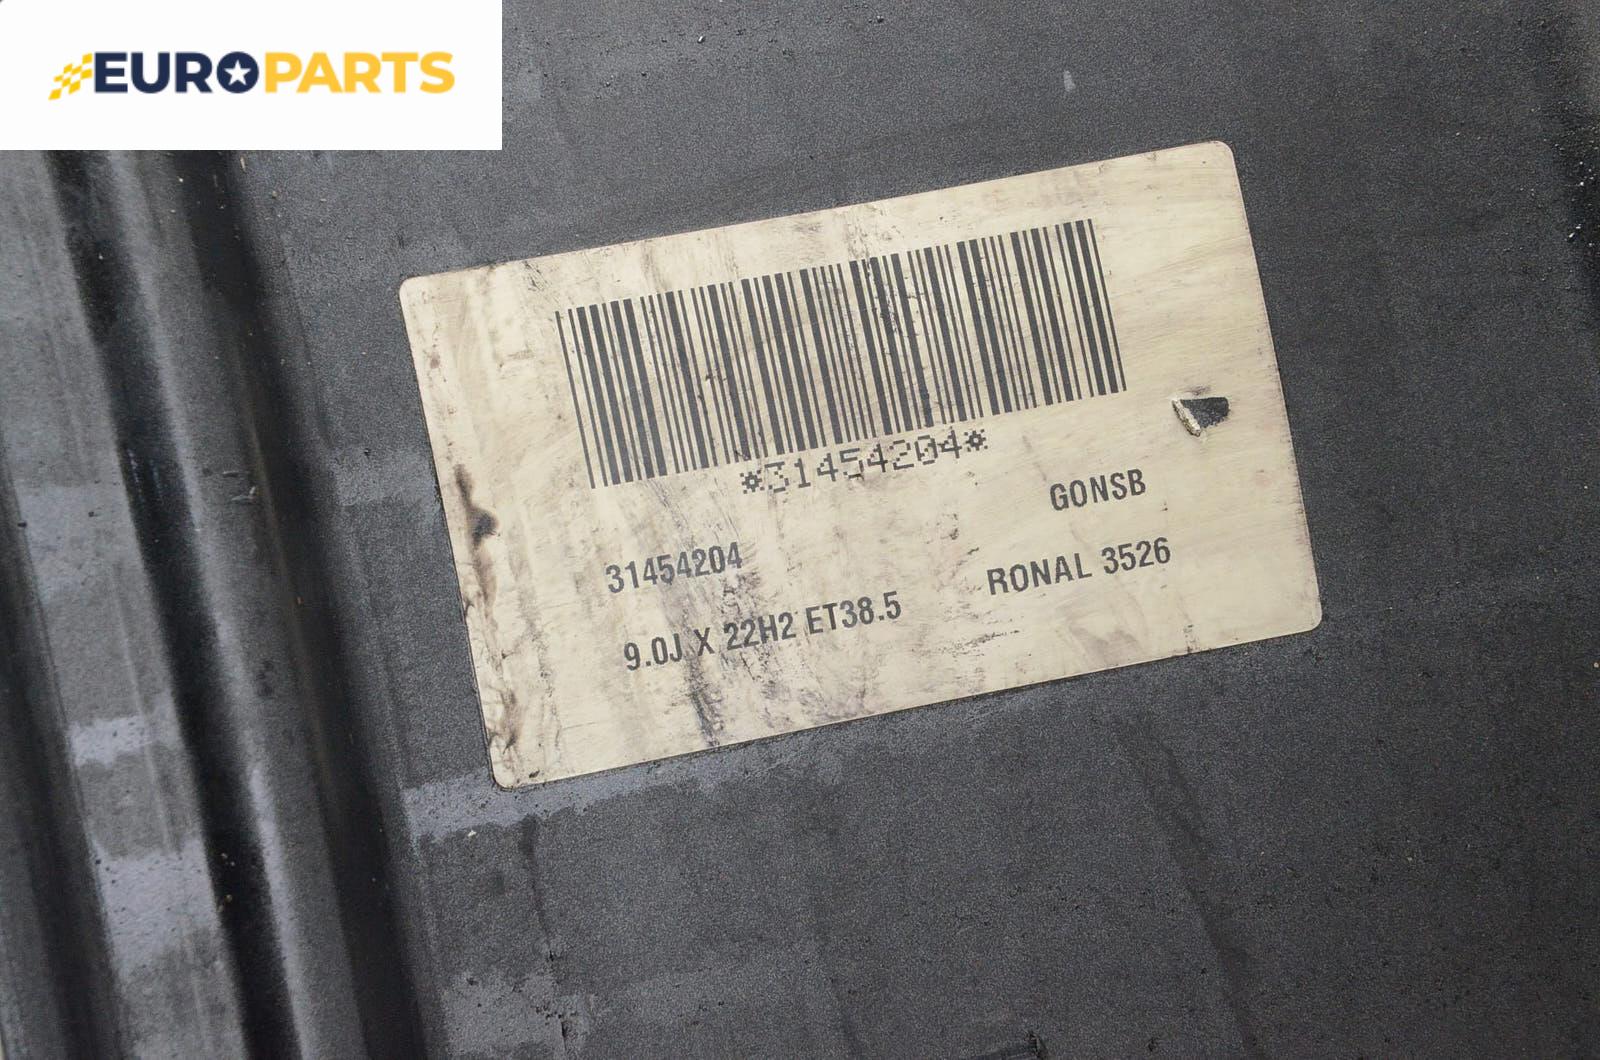 EUROPARTS
*31454204*
GONSB
31454204
RONAL 3526
9.0J X 22H2 ET38.5